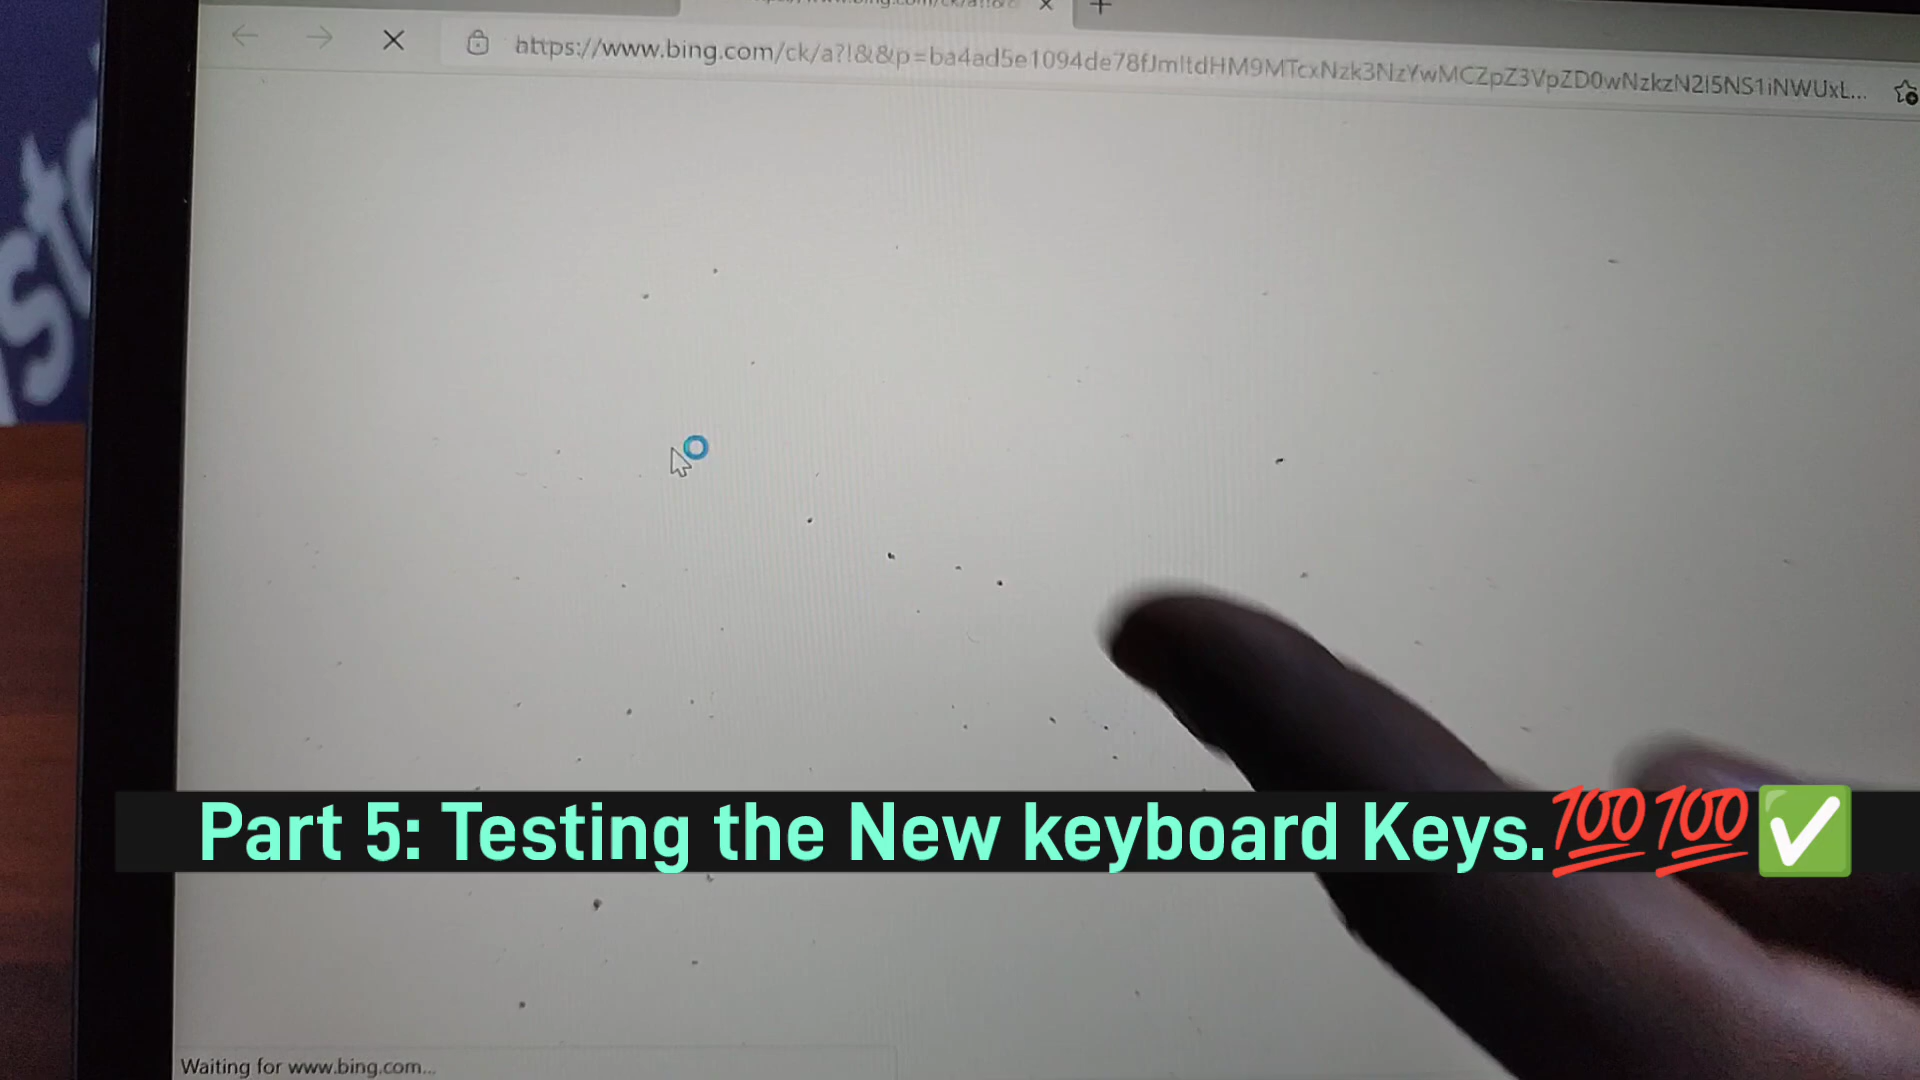 https://www.bing.com/ck/a?!&&p=ba4ad5e1094de78fJmltdHM9MTcxNzk3NzYwMCZpZ3VpZD0wNzkzN2I5NS1iNWUxL...
Part 5: Testing the New keyboard Keys.💯💯✅
Waiting for www.bing.com...